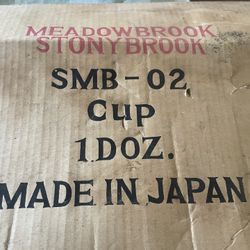 MEADOWBROOK
STONYBROOK
SMB-02
Cup
1 DOZ.
MADE IN JAPAN